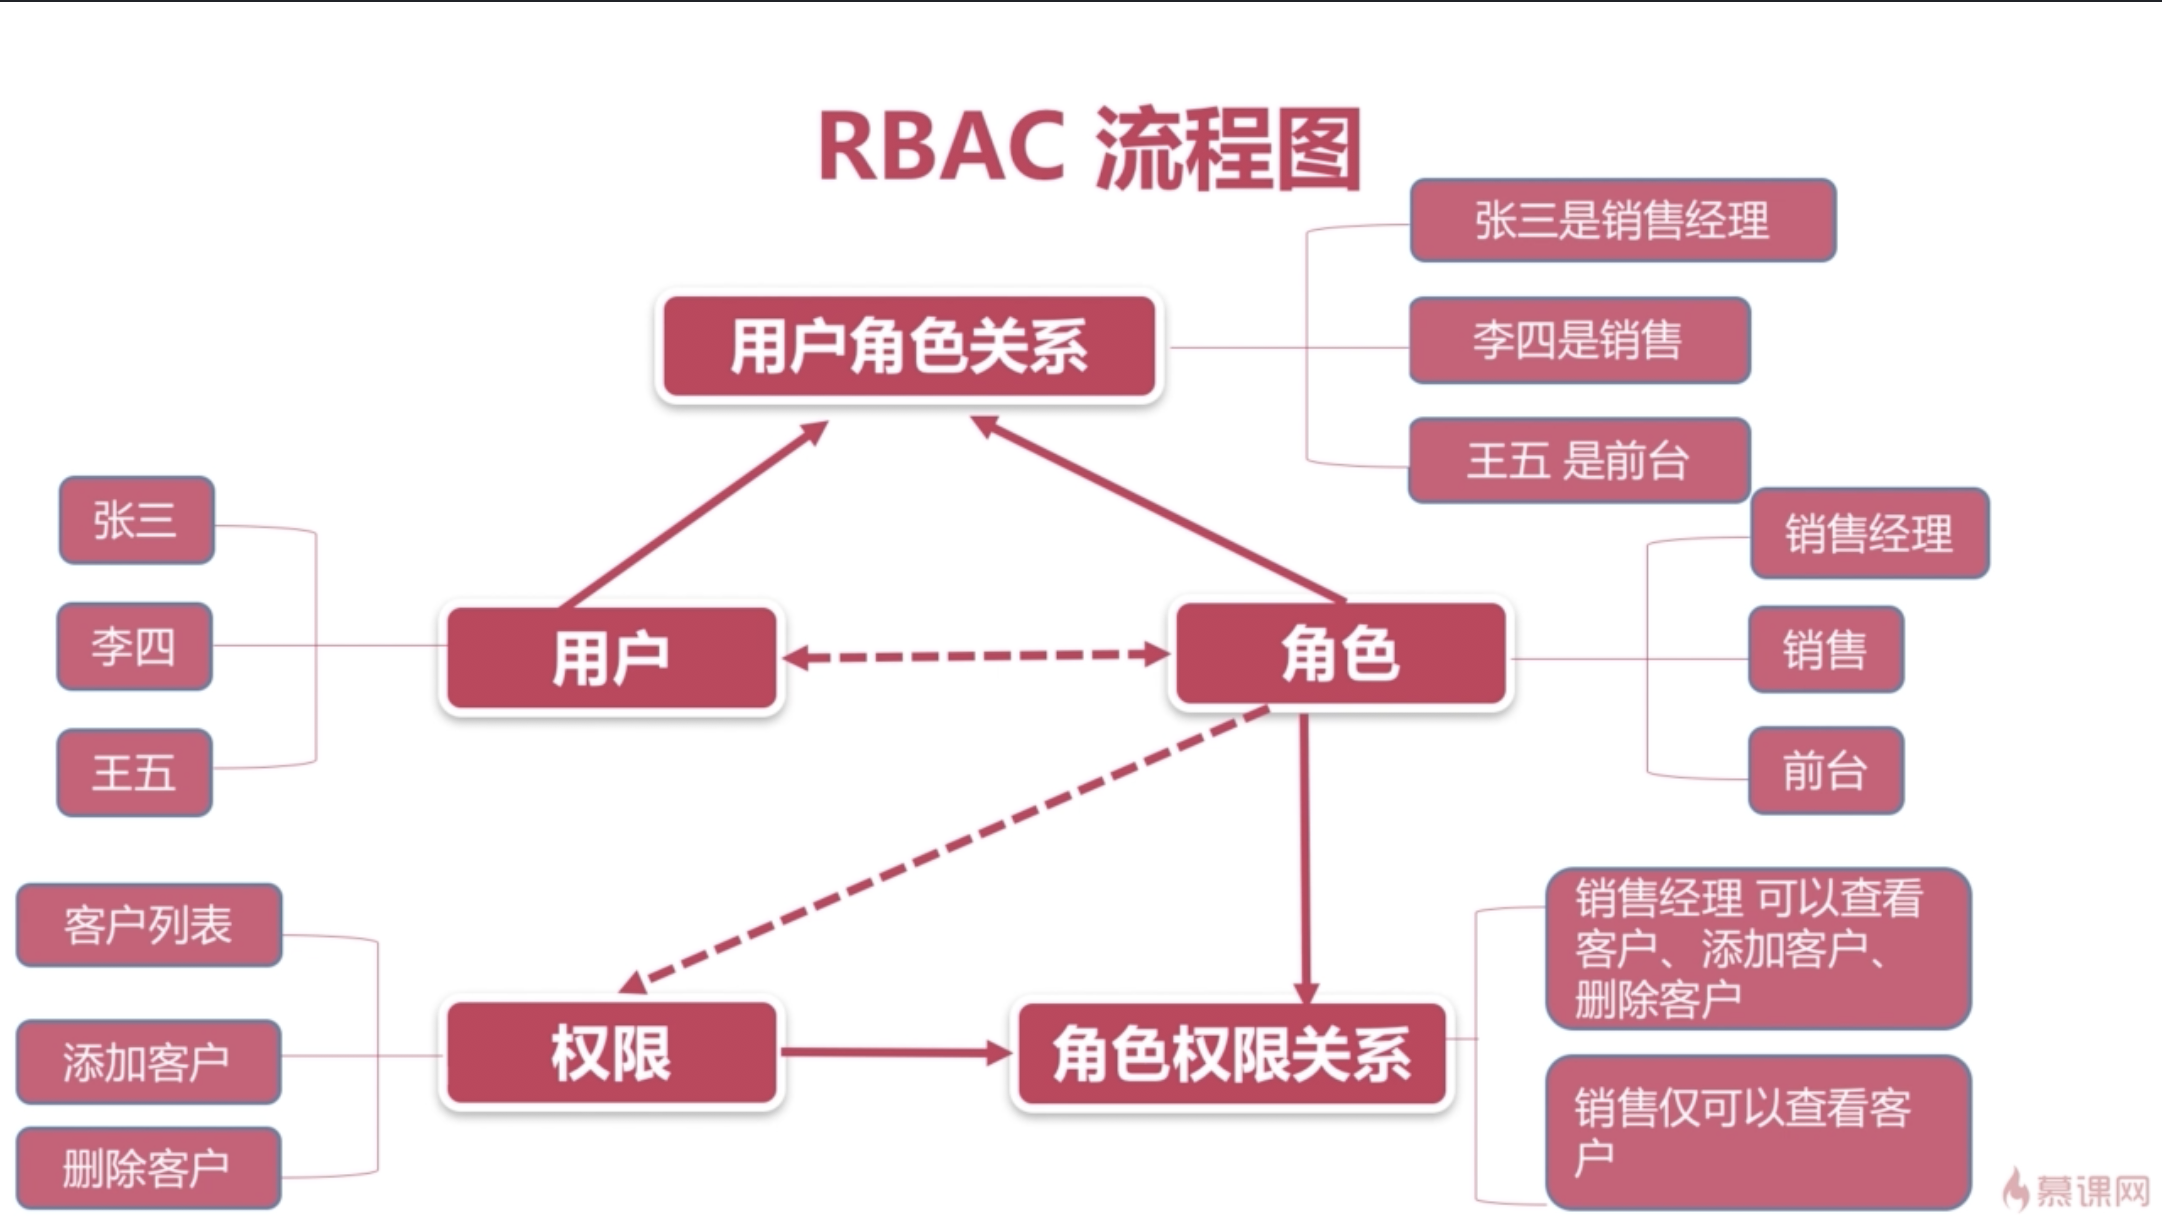 RBAC 流程图
张三是销售经理
用户角色关系
李四是销售
王五 是前台
张三
李四
王五
用户
角色
销售经理
销售
前台
客户列表
添加客户
删除客户
权限
角色权限关系
销售经理 可以查看
客户、添加客户、
删除客户
销售仅可以查看客
户
慕课网